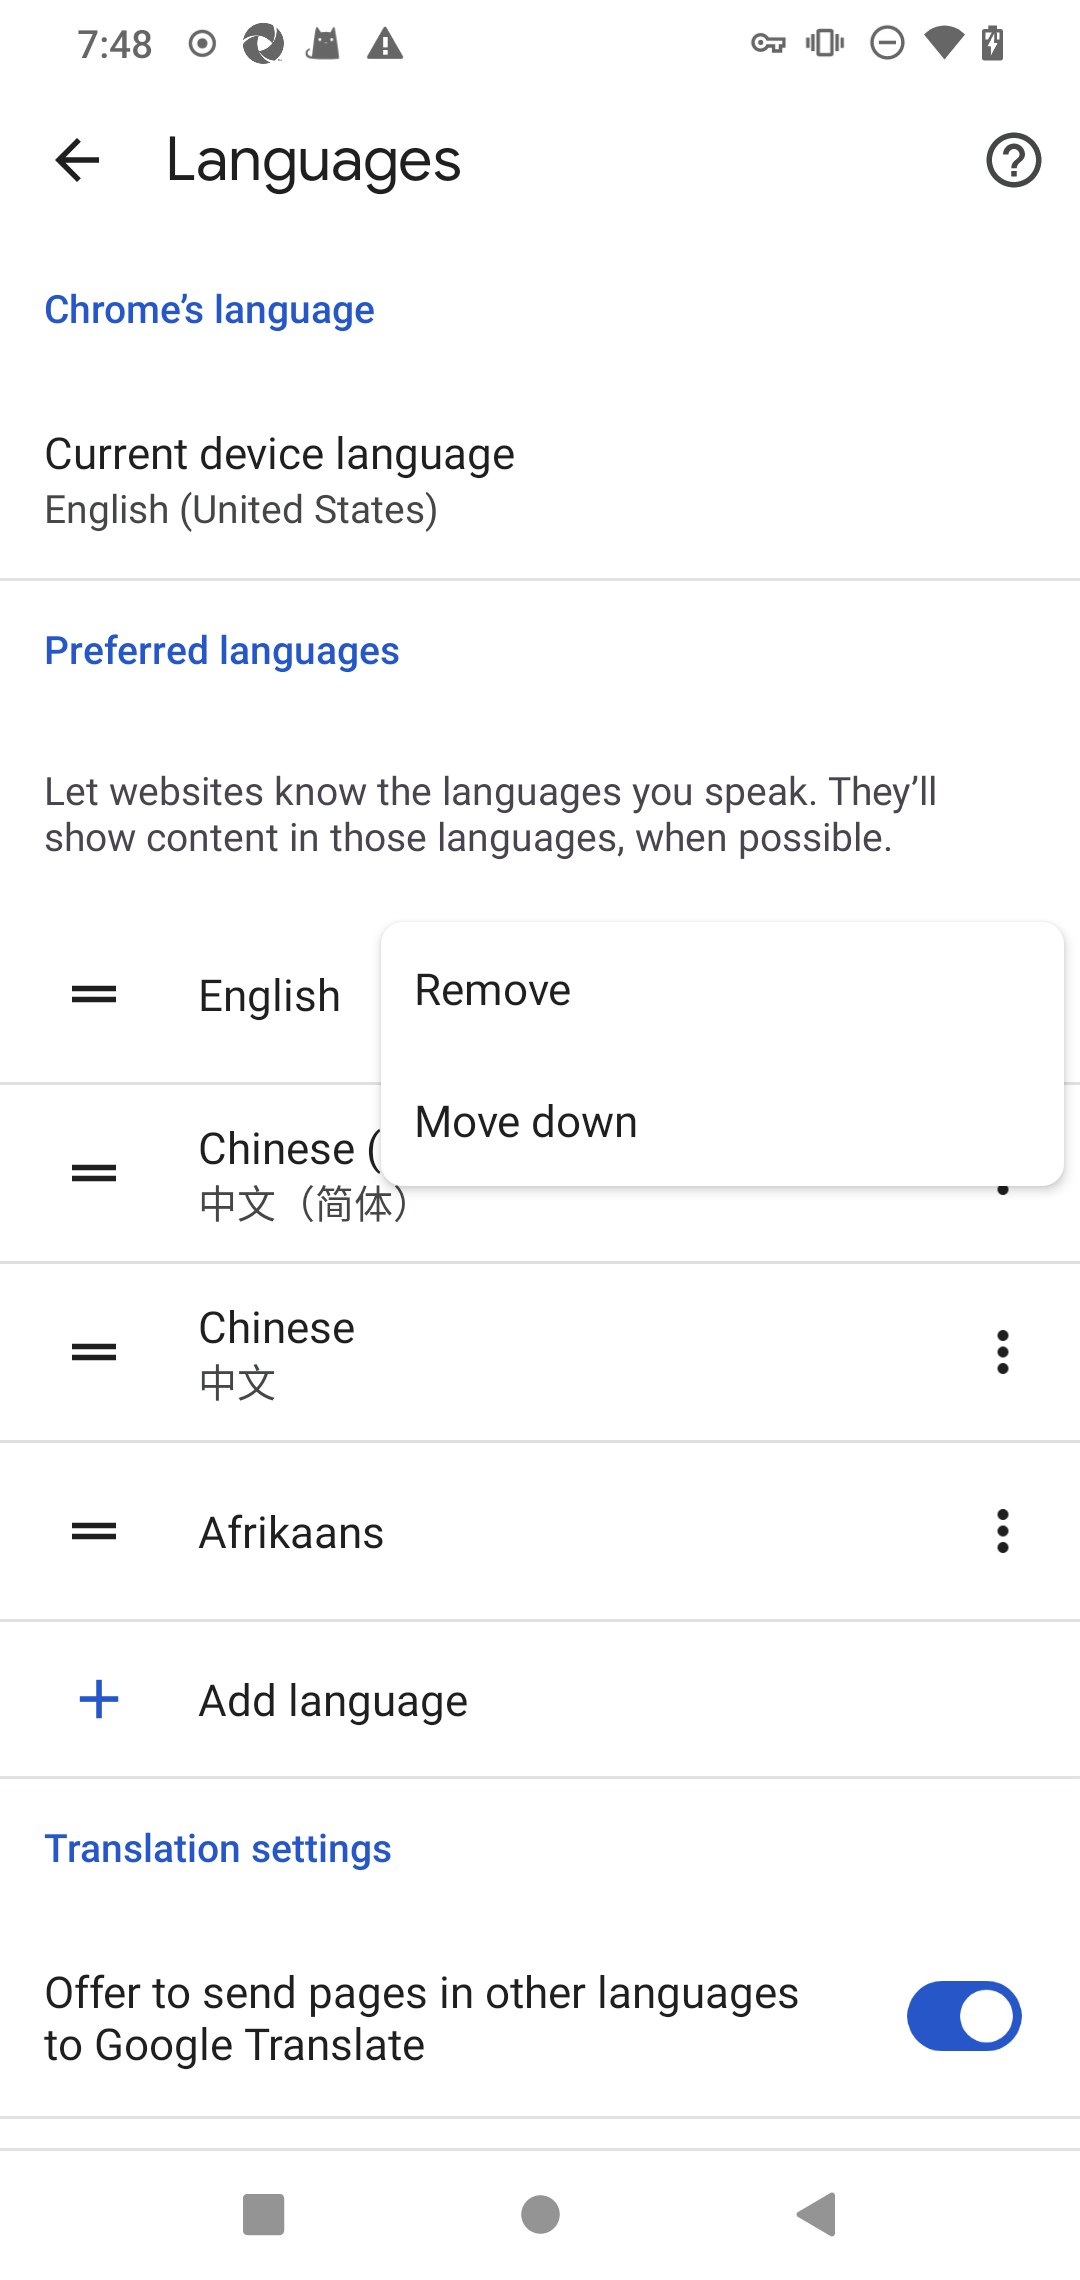 7:48
Languages
Chrome’s language
Current device language
English (United States)
Preferred languages
Let websites know the languages you speak. They’ll
show content in those languages, when possible.
English
Remove
Move down
Chinese (
中文（简体）
Chinese
中文
Afrikaans
Add language
Translation settings
Offer to send pages in other languages
to Google Translate